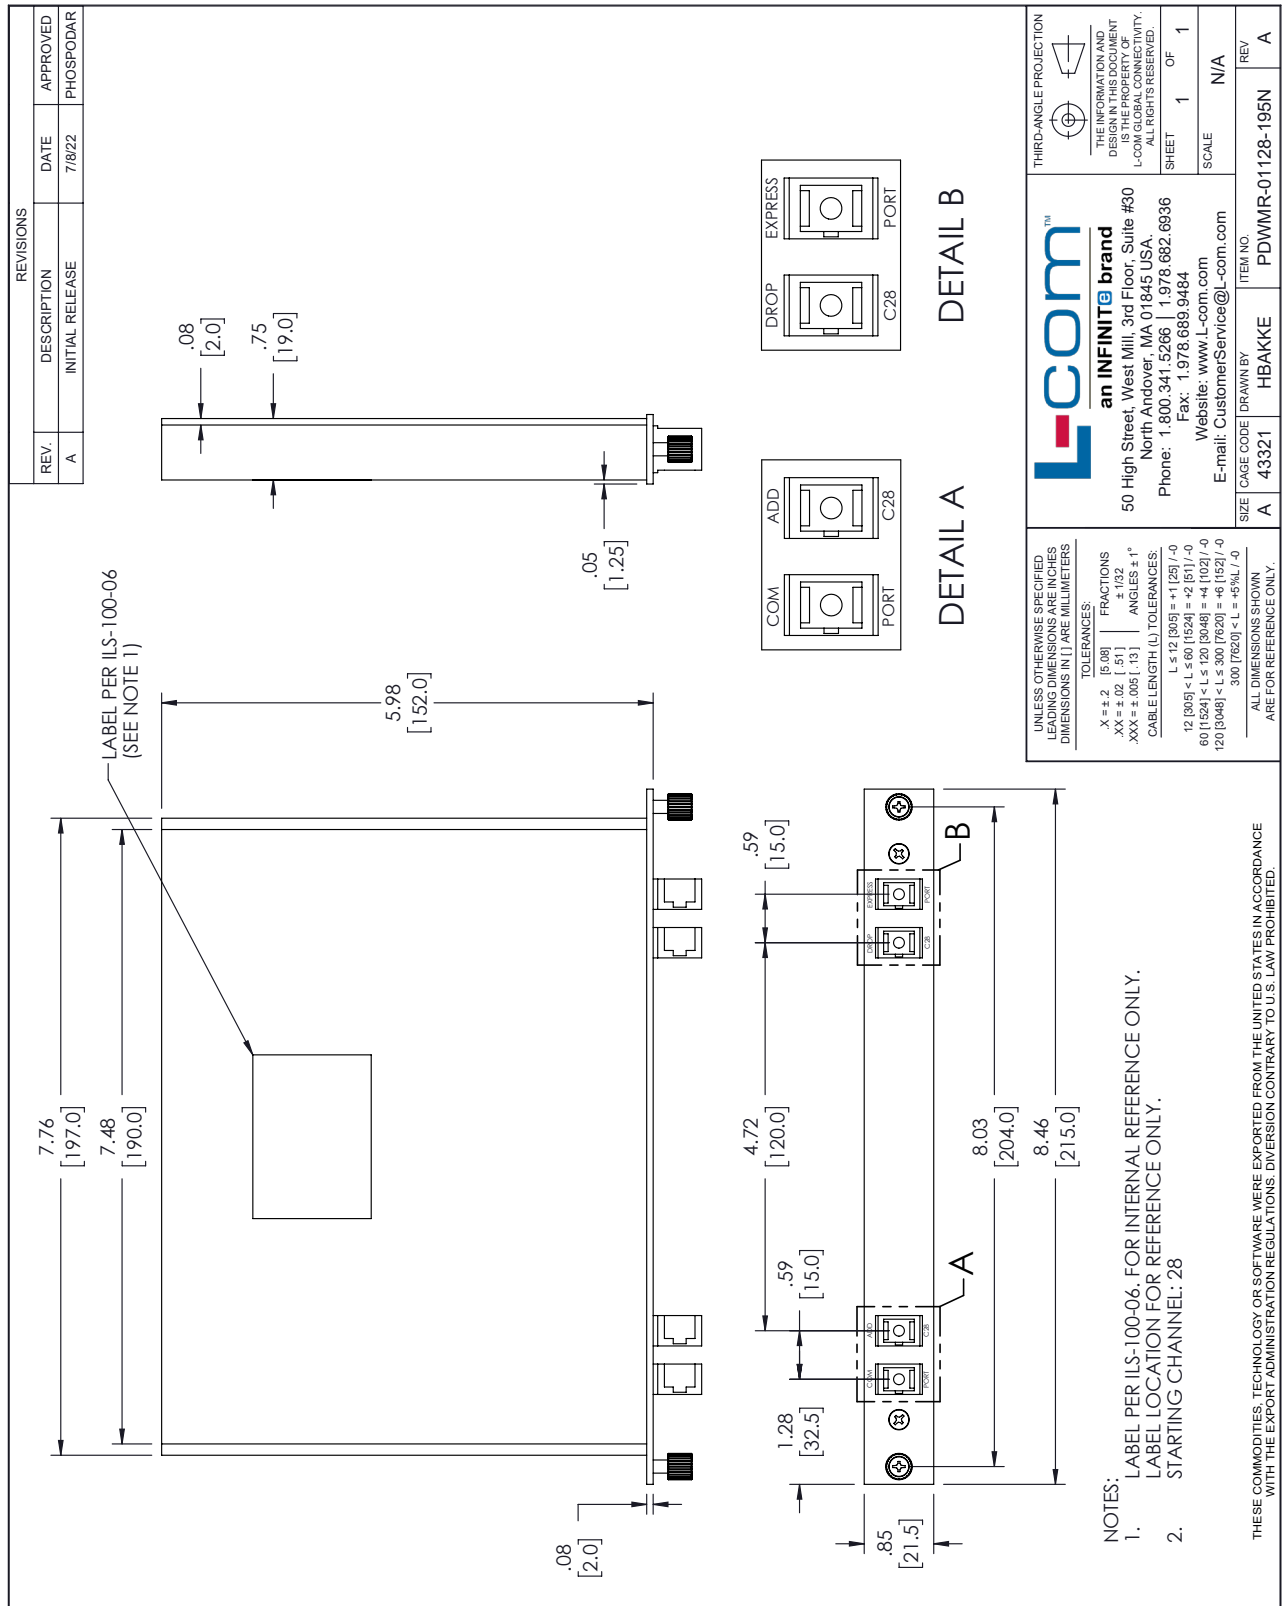 REVISIONS
REV. DESCRIPTION DATE APPROVED
A INITIAL RELEASE 7/8/22 PHOSPODAR
LABEL PER ILS-100-06
(SEE NOTE 1)
7.76
[197.0]
7.48
[190.0]
5.98
[152.0]
.08
[2.0]
.08
[2.0]
.75
[19.0]
.05
[1.25]
1.28
[32.5]
.59
[15.0]
4.72
[120.0]
.59
[15.0]
.85
[21.5]
COM
PORT
ADD
C28
DROP
C28
EXPRESS
PORT
A
B
8.03
[204.0]
8.46
[215.0]
COM ADD
PORT C28
DETAIL A
DROP EXPRESS
C28 PORT
DETAIL B
NOTES:
1. LABEL PER ILS-100-06. FOR INTERNAL REFERENCE ONLY.
LABEL LOCATION FOR REFERENCE ONLY.
2. STARTING CHANNEL: 28
THESE COMMODITIES, TECHNOLOGY OR SOFTWARE WERE EXPORTED FROM THE UNITED STATES IN ACCORDANCE
WITH THE EXPORT ADMINISTRATION REGULATIONS. DIVERSION CONTRARY TO U.S. LAW PROHIBITED.
UNLESS OTHERWISE SPECIFIED
LEADING DIMENSIONS ARE INCHES
DIMENSIONS IN [ ] ARE MILLIMETERS
TOLERANCES:
.X = ± .2 [5.08] FRACTIONS
.XX = ± .02 [ .51] ± 1/32
.XXX = ± .005 [ .13] ANGLES ± 1°
CABLE LENGTH (L) TOLERANCES:
L ≤ 12 [305] = +1 [25] / -0
12 [305] < L ≤ 60 [1524] = +2 [51] / -0
60 [1524] < L ≤ 120 [3048] = +4 [102] / -0
120 [3048] < L ≤ 300 [7620] = +6 [152] / -0
300 [7620] < L = +5%L / -0
ALL DIMENSIONS SHOWN
ARE FOR REFERENCE ONLY.
L-com™
an INFINITe brand
50 High Street, West Mill, 3rd Floor, Suite #30
North Andover, MA 01845 USA.
Phone: 1.800.341.5266 | 1.978.682.6936
Fax: 1.978.689.9484
Website: www.L-com.com
E-mail: CustomerService@L-com.com
THIRD-ANGLE PROJECTION
THE INFORMATION AND
DESIGN IN THIS DOCUMENT
IS THE PROPERTY OF
L-COM GLOBAL CONNECTIVITY.
ALL RIGHTS RESERVED.
SHEET 1 OF 1
SCALE N/A
SIZE CAGE CODE DRAWN BY ITEM NO. REV
A 43321 HBAKKE PDWMR-01128-195N A